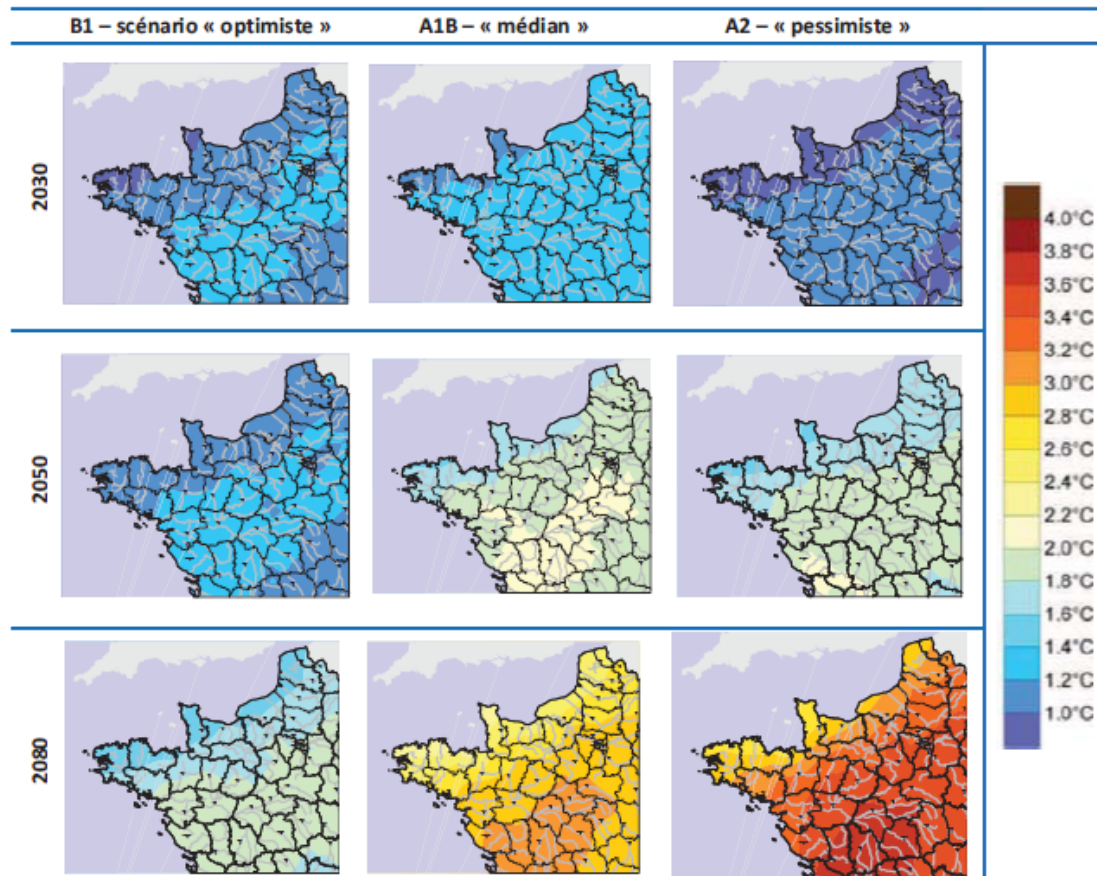 B1 – scénario « optimiste »
A1B – « médian »
A2 – « pessimiste »
2030
2050
2080
4.0°C
3.8°C
3.6°C
3.4°C
3.2°C
3.0°C
2.8°C
2.6°C
2.4°C
2.2°C
2.0°C
1.8°C
1.6°C
1.4°C
1.2°C
1.0°C